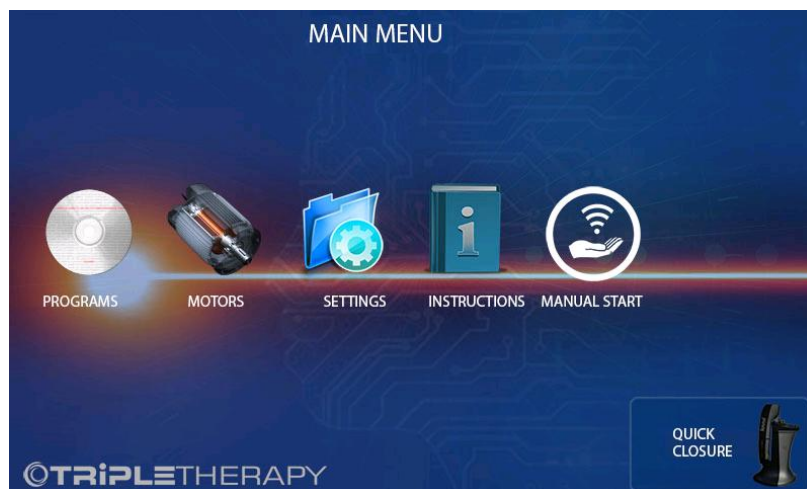 MAIN MENU
PROGRAMS
MOTORS
SETTINGS
INSTRUCTIONS
MANUAL START
QUICK
CLOSURE
©TRiPLETHERAPY